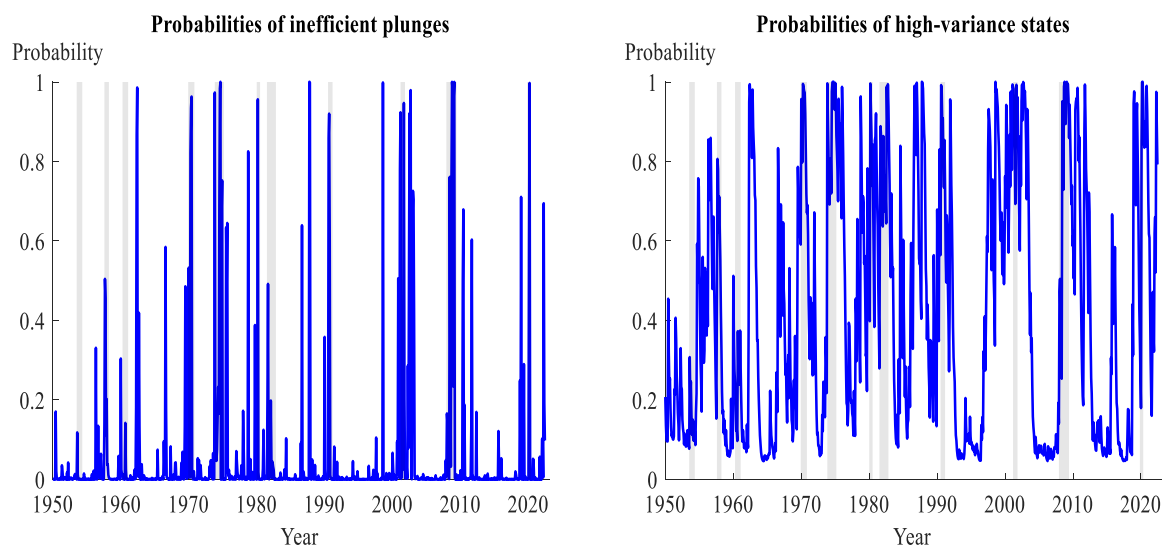 Probabilities of inefficient plunges
Probability
1
0.8
0.6
0.4
0.2
0
1950 1960 1970 1980 1990 2000 2010 2020
Year
Probabilities of high-variance states
Probability
1
0.8
0.6
0.4
0.2
0
1950 1960 1970 1980 1990 2000 2010 2020
Year